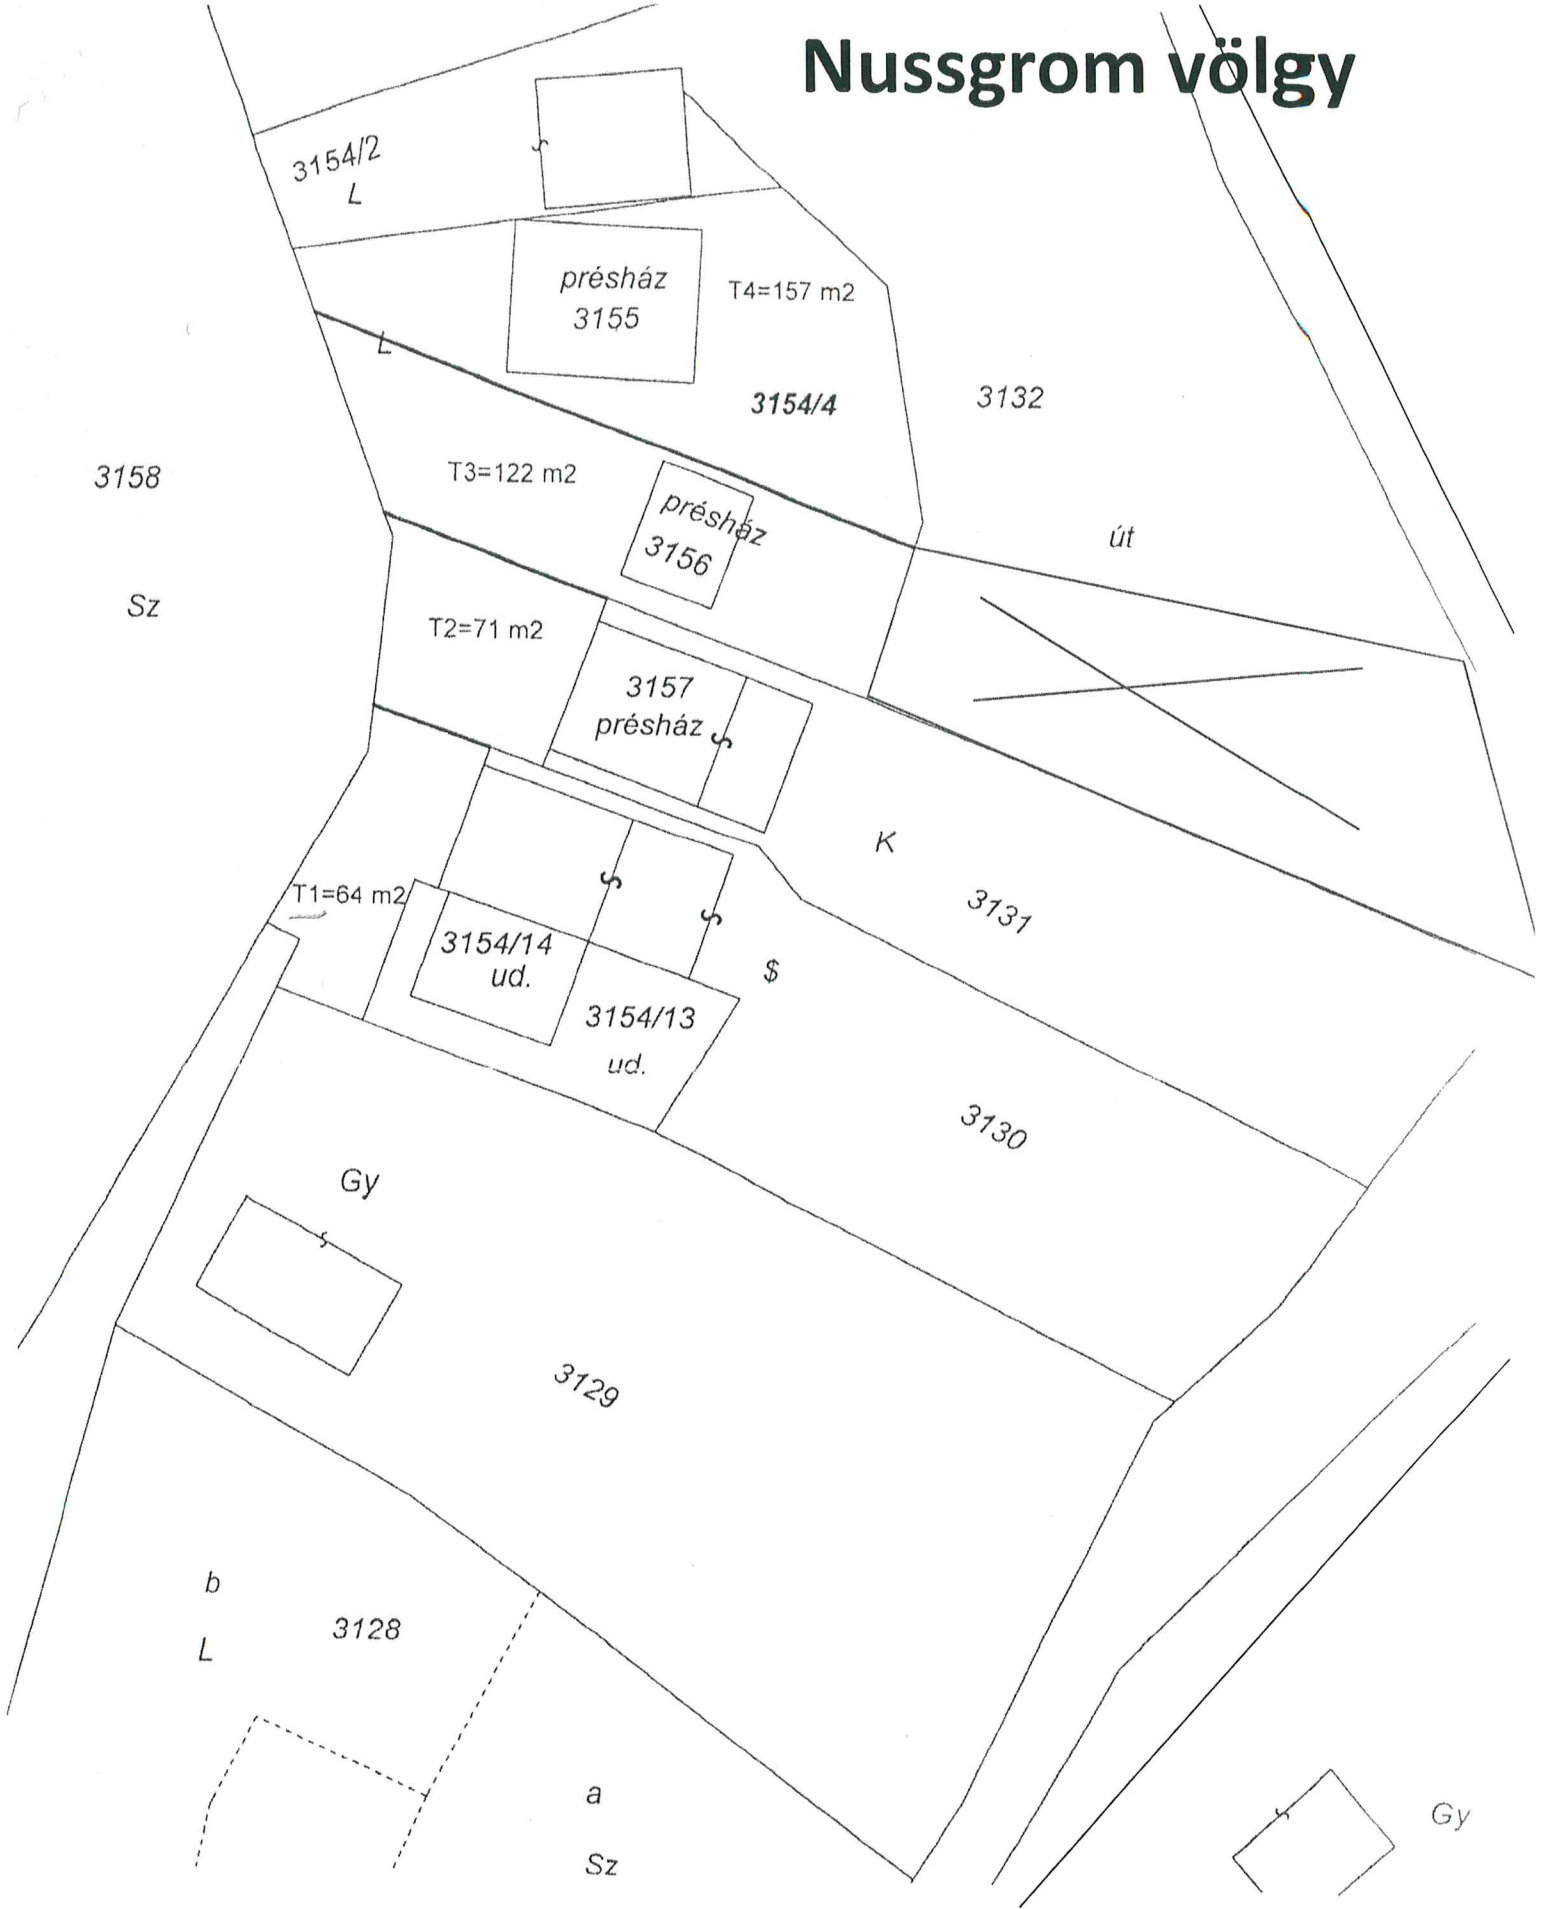 Nussgrom völgy
3154/2
L
présház
3155
T4=157 m2
L
3154/4
3132
3158
T3=122 m2
présház
3156
út
Sz
T2=71 m2
3157
présház
K
T1=64 m2
3131
3154/14
ud.
$
3154/13
ud.
3130
Gy
3129
b
3128
L
a
Gy
Sz